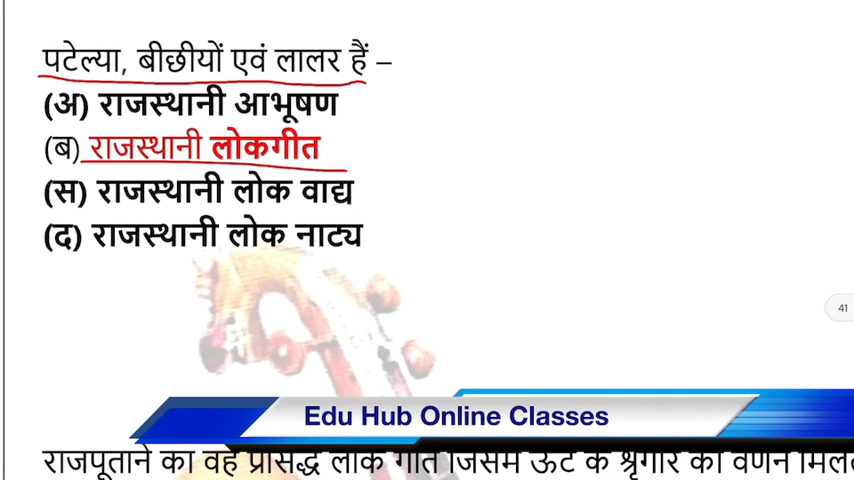 पटेल्या, बीछीयों एवं लालर हैं –
(अ) राजस्थानी आभूषण
(ब) राजस्थानी लोकगीत
(स) राजस्थानी लोक वाद्य
(द) राजस्थानी लोक नाट्य
41
Edu Hub Online Classes
राजपूताने का वह प्रसिद्ध लोक गीत जिसमें ऊँट के श्रृंगार का वर्णन